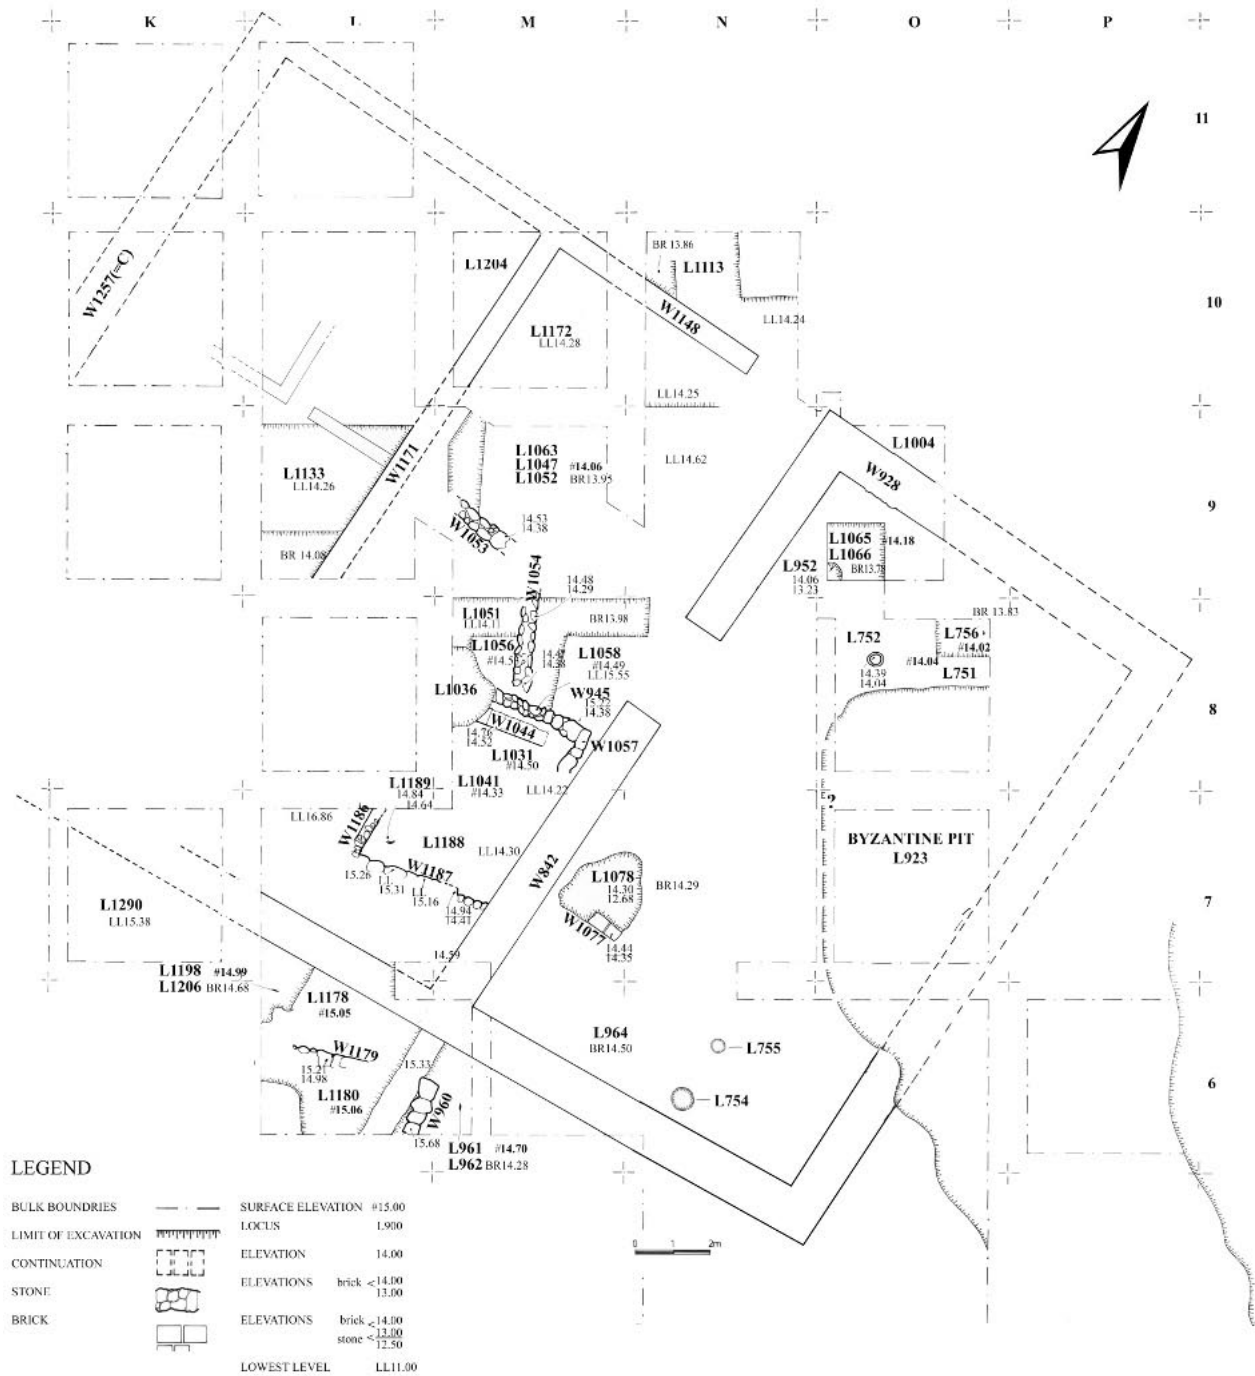 K L M N O P
11
W1257(=C)
L1204
BR 13.86
L1113
W1148
LL14.24
10
L1172
LL14.28
LL14.25
L1133
LL14.26
W1171
L1063
L1047 #14.06
L1052 BR13.95
LL14.62
L1004
W928
9
BR 14.08
W1053
14.53
14.38
L1065 #14.18
L1066
L952
14.06
13.23
W1054
14.48
14.29
L1051
LL14.11
BR13.98
BR 13.83
L1056
L1058
#14.49
LL15.55
L752
14.39
14.04
#14.04
L756
#14.02
L751
L1036
W945
15.22
14.38
8
W1044
14.76
14.52
L1031
#14.50
W1057
L1189
14.84
14.64
L1041
#14.33
LL14.22
LL16.86
W1186
L1188
LL14.30
W842
?
BYZANTINE PIT
L923
W1187
15.26
LL
15.31
LL
15.16
14.94
14.41
L1078
14.30
12.68
BR14.29
W1077
14.44
14.35
7
L1290
LL15.38
14.59
L1198 #14.99
L1206 BR14.68
L1178
#15.05
W1179
15.21
14.98
L1180
#15.06
15.33
W960
15.68
L964
BR14.50
L755
L754
6
L961 #14.70
L962 BR14.28
LEGEND
BULK BOUNDRIES
LIMIT OF EXCAVATION
CONTINUATION
STONE
BRICK
SURFACE ELEVATION #15.00
LOCUS L900
ELEVATION 14.00
ELEVATIONS brick < 14.00
13.00
ELEVATIONS brick < 14.00
13.00
stone < 12.50
LOWEST LEVEL LL11.00
0 1 2m